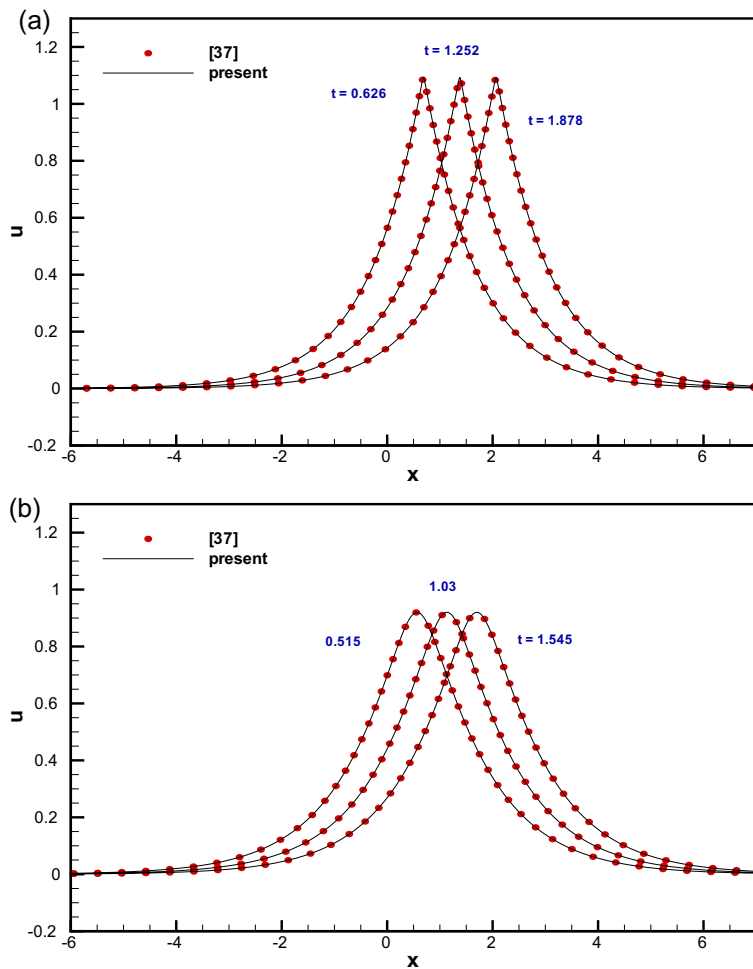 (a)
1.2
1
0.8
0.6
0.4
0.2
0
-0.2
u
[37]
present
t = 1.252
t = 0.626
t = 1.878
-6
-4
-2
0
2
4
6
x
(b)
1.2
1
0.8
0.6
0.4
0.2
0
-0.2
u
[37]
present
1.03
0.515
t = 1.545
-6
-4
-2
0
2
4
6
x